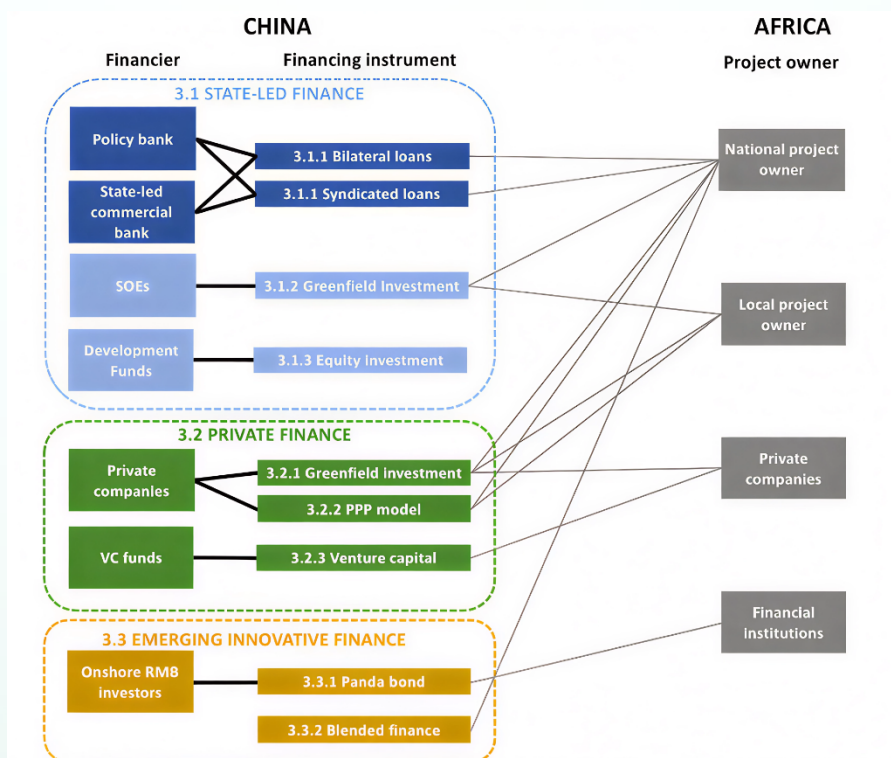 CHINA
AFRICA
Financier
Financing instrument
Project owner
3.1 STATE-LED FINANCE
Policy bank
3.1.1 Bilateral loans
National project
owner
State-led
commercial
bank
3.1.1 Syndicated loans
SOEs
3.1.2 Greenfield Investment
Local project
owner
Development
Funds
3.1.3 Equity investment
3.2 PRIVATE FINANCE
Private
companles
3.2.1 Greenfield investment
3.2.2 PPP model
Private
companies
VC funds
3.2.3 Venture capital
Financial
institutions
3.3 EMERGING INNOVATIVE FINANCE
Onshore RMB
investors
3.3.1 Panda bond
3.3.2 Blended finance